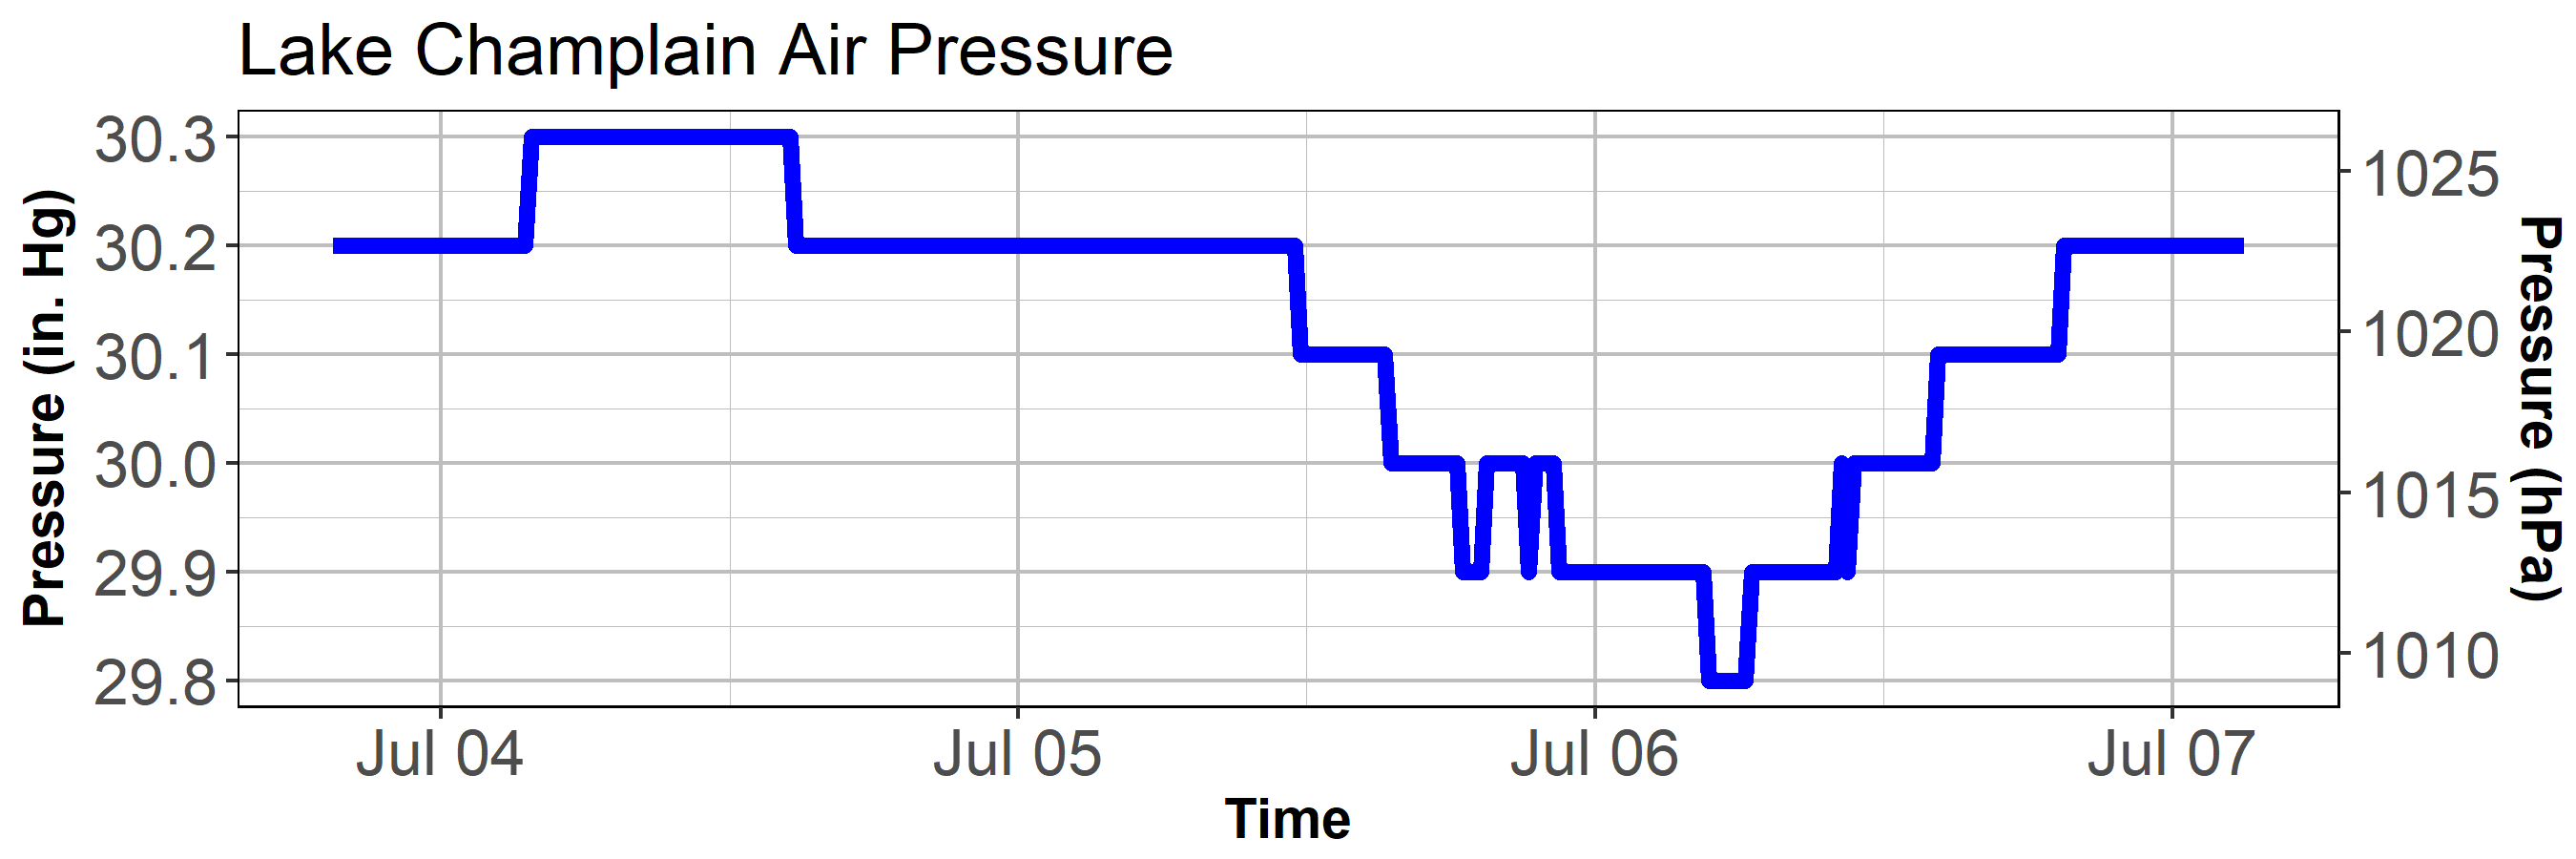 Lake Champlain Air Pressure
Pressure (in. Hg)
30.3
30.2
30.1
30.0
29.9
29.8
1025
1020
1015
1010
Pressure (hPa)
Jul 04 Jul 05 Jul 06 Jul 07
Time